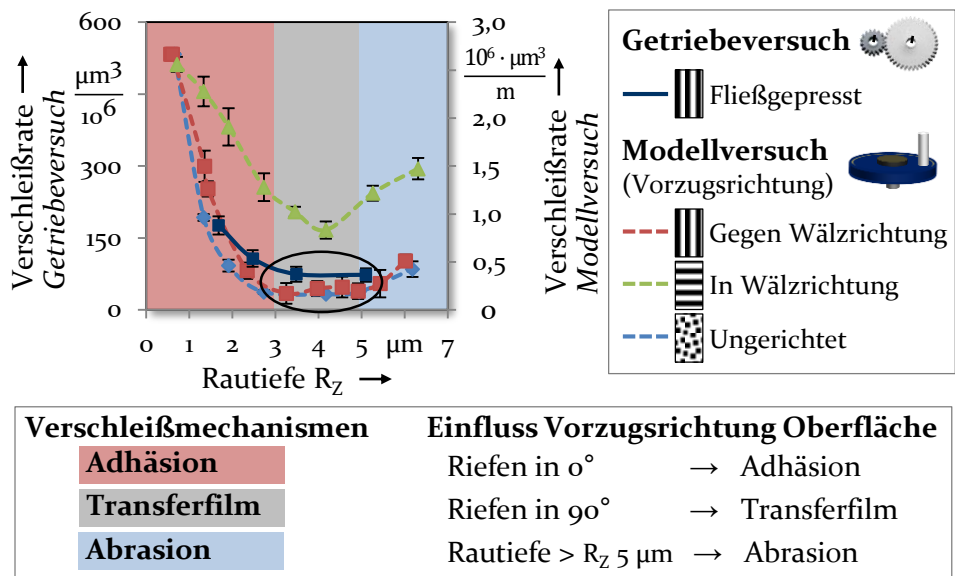 600
450
300
150
0
Verschleißrate
Getriebeversuch
µm³
10⁶
3,0
2,0
1,5
1,0
0,5
0
10⁶ · µm³
m
Verschleißrate
Modellversuch
0 1 2 3 4 5 µm 7
Rautiefe R_Z
Getriebeversuch
Fließgepresst
Modellversuch
(Vorzugsrichtung)
Gegen Wälzrichtung
In Wälzrichtung
Ungerichtet
Verschleißmechanismen
Adhäsion
Transferfilm
Abrasion
Einfluss Vorzugsrichtung Oberfläche
Riefen in 0° → Adhäsion
Riefen in 90° → Transferfilm
Rautiefe > R_Z 5 µm → Abrasion